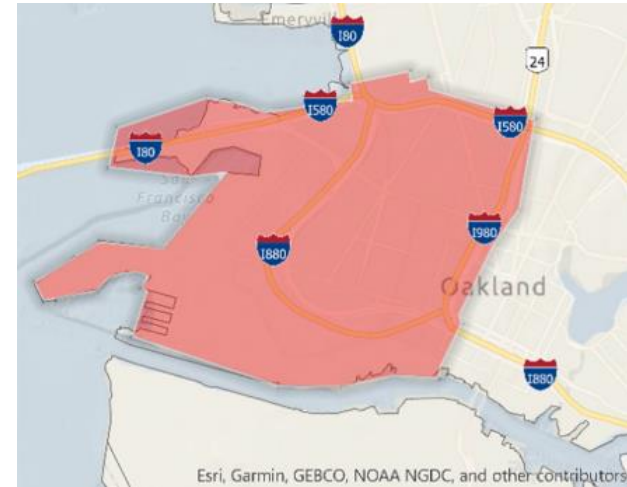 Emeryvill
I80
24
I580
I580
I80
San
Francisco
Bay
I980
I880
Oakland
I880
Esri, Garmin, GEBCO, NOAA NGDC, and other contributors